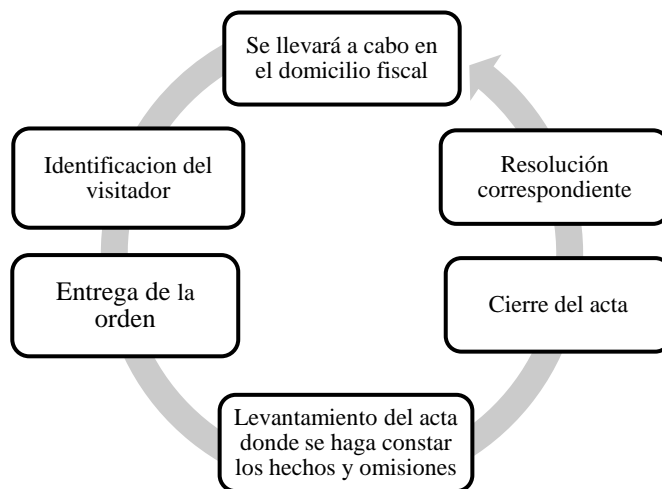 Se llevará a cabo en
el domicilio fiscal
Identificacion del
visitador
Entrega de la
orden
Levantamiento del acta
donde se haga constar
los hechos y omisiones
Cierre del acta
Resolución
correspondiente